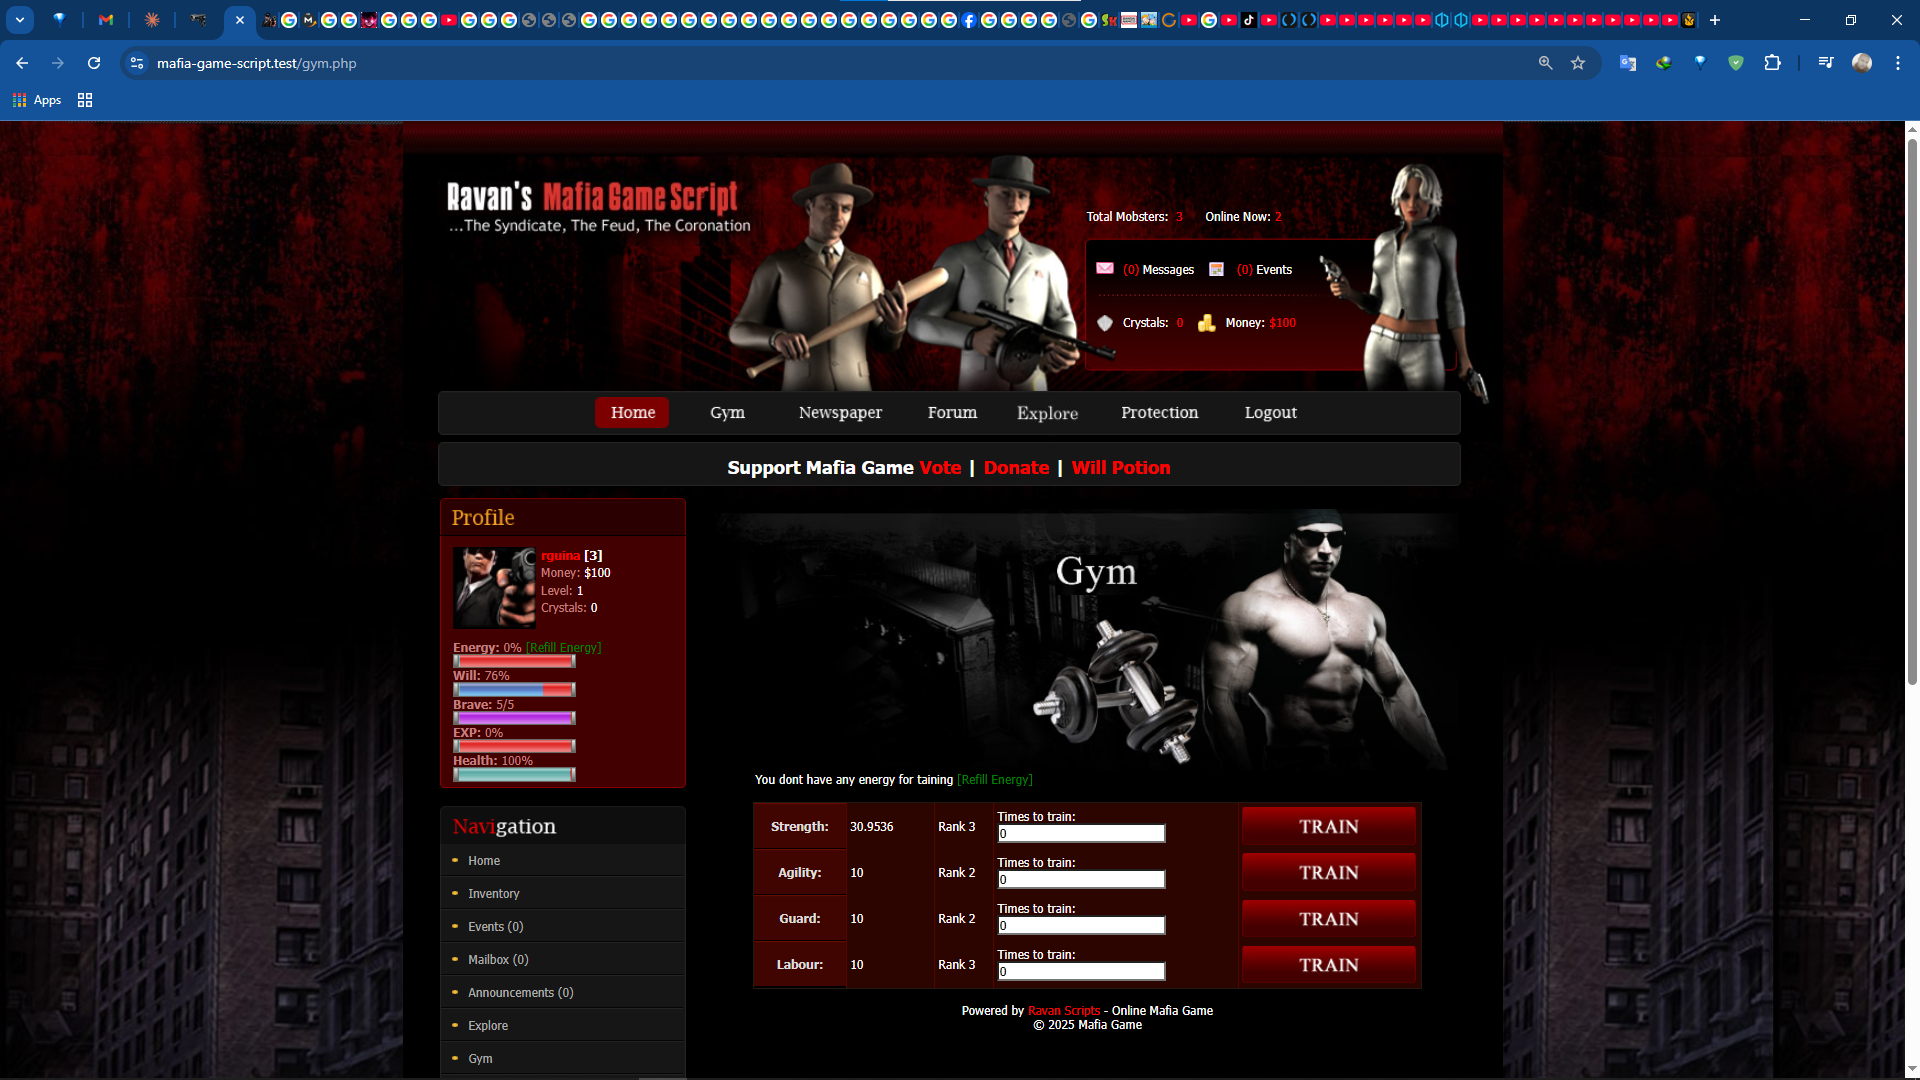 mafia-game-script.test/gym.php
Apps
Ravan's Mafia Game Script
...The Syndicate, The Feud, The Coronation
Total Mobsters: 3 Online Now: 2
(0) Messages (0) Events
Crystals: 0 Money: $100
Home Gym Newspaper Forum Explore Protection Logout
Support Mafia Game Vote | Donate | Will Potion
Profile
rguina [3]
Money: $100
Level: 1
Crystals: 0
Energy: 0% [Refill Energy]
Will: 76%
Brave: 5/5
EXP: 0%
Health: 100%
Navigation
Home
Inventory
Events (0)
Mailbox (0)
Announcements (0)
Explore
Gym
Gym
You dont have any energy for taining [Refill Energy]
Strength: 30.9536 Rank 3 Times to train: 0 TRAIN
Agility: 10 Rank 2 Times to train: 0 TRAIN
Guard: 10 Rank 2 Times to train: 0 TRAIN
Labour: 10 Rank 3 Times to train: 0 TRAIN
Powered by Ravan Scripts - Online Mafia Game
© 2025 Mafia Game